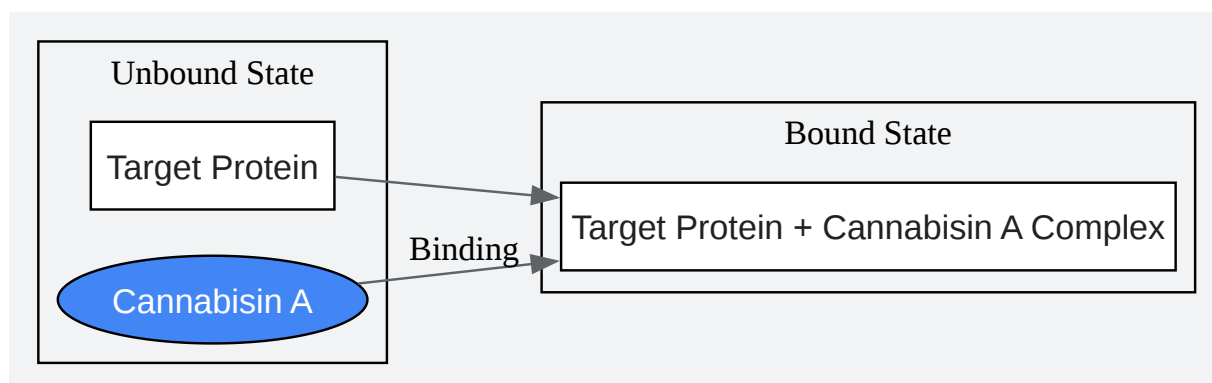 Unbound State
Target Protein
Cannabisin A
Binding
Bound State
Target Protein + Cannabisin A Complex